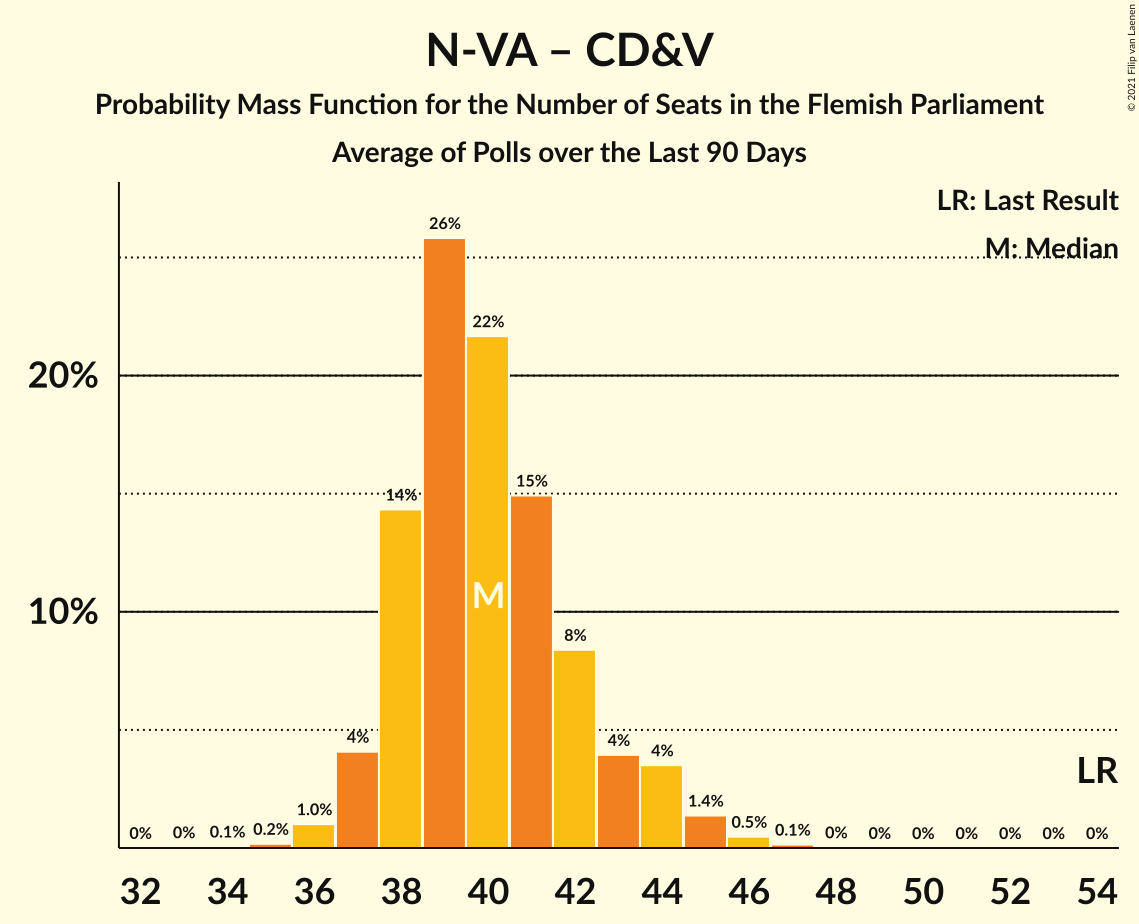 N-VA – CD&V
Probability Mass Function for the Number of Seats in the Flemish Parliament
Average of Polls over the Last 90 Days
© 2021 Filip van Laenen
LR: Last Result
M: Median
26%
22%
20%
15%
14%
M
10%
8%
4%
4%
4%
LR
1.4%
1.0%
0.5%
0% 0% 0.1% 0.2% 0.1% 0% 0% 0% 0% 0% 0% 0%
32 34 36 38 40 42 44 46 48 50 52 54